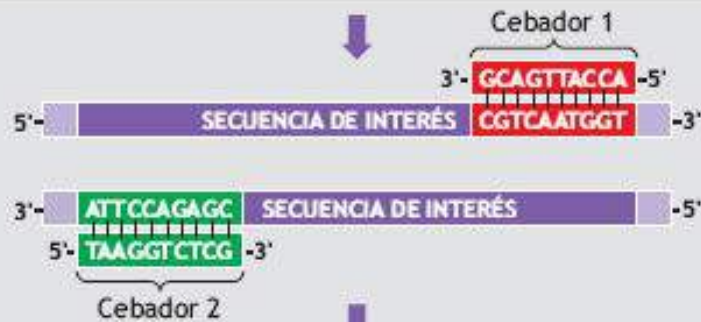 Cebador 1
3'- GCAGTTACCA -5'
5'- SECUENCIA DE INTERÉS CGTCAATGGT -3'
3'- ATTCCAGAGC SECUENCIA DE INTERÉS -5'
5'- TAAGGTCTCG -3'
Cebador 2